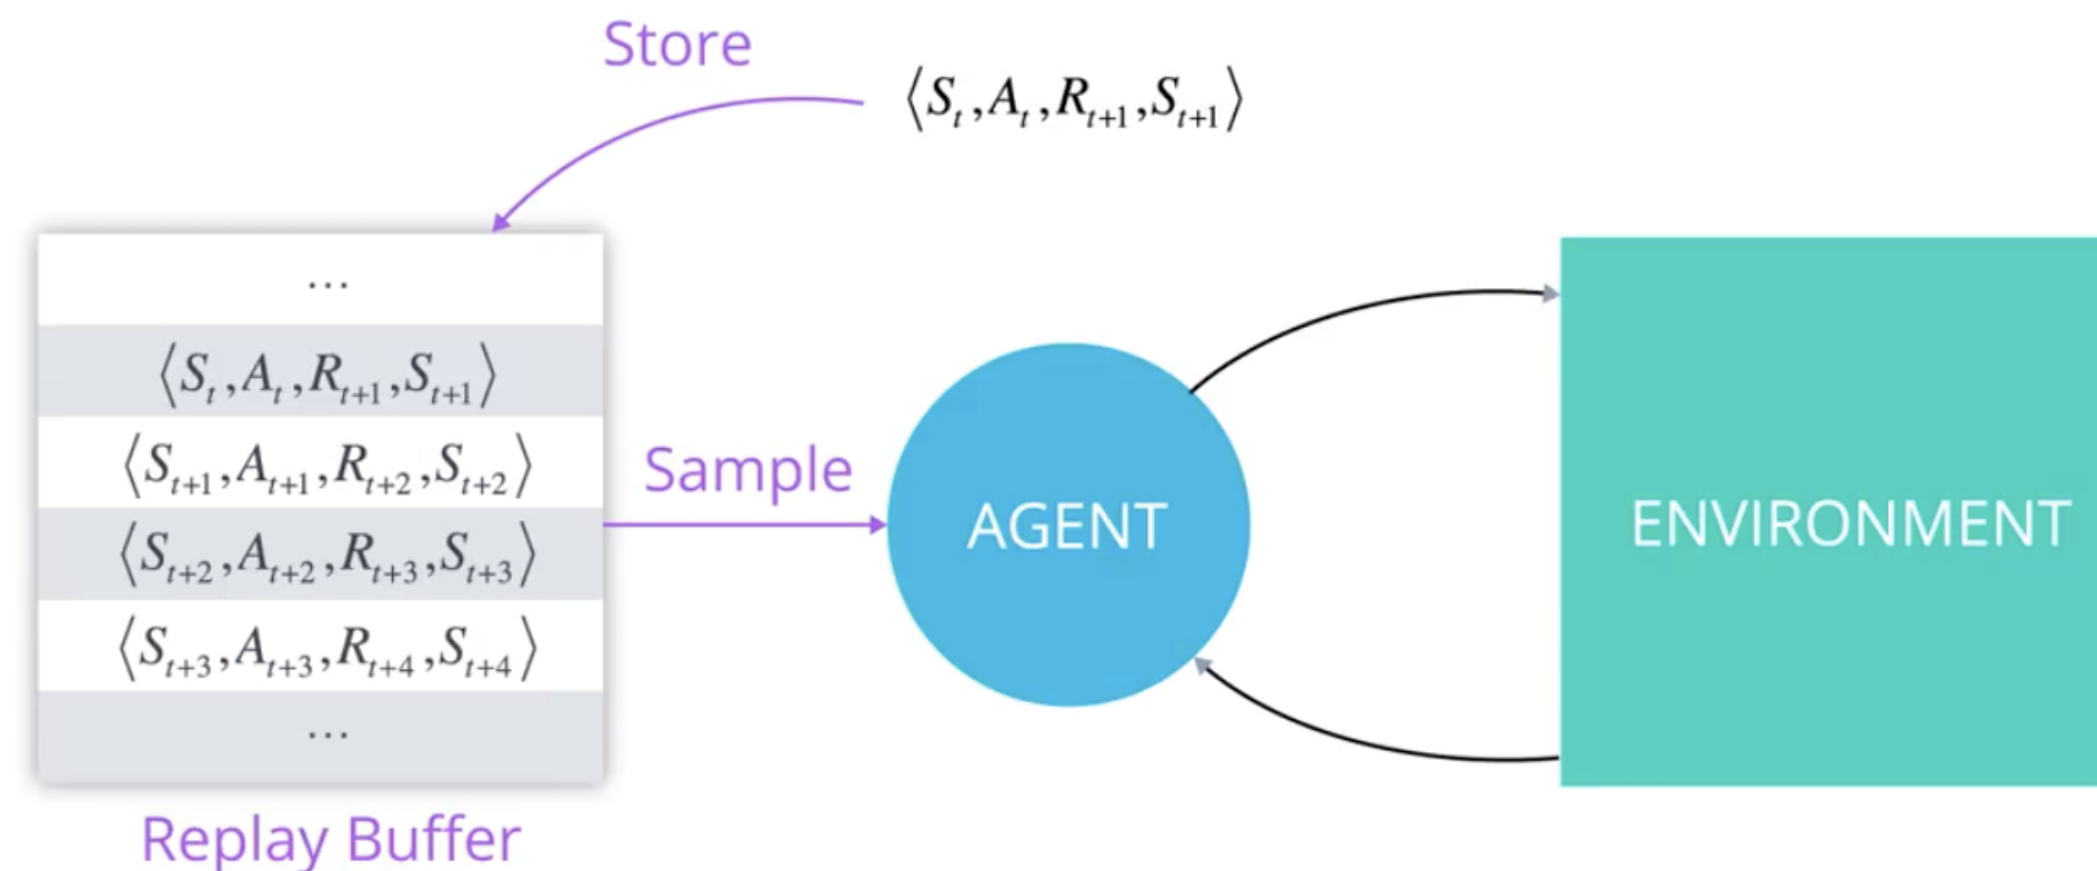 Store
⟨S_t, A_t, R_{t+1}, S_{t+1}⟩
...
⟨S_t, A_t, R_{t+1}, S_{t+1}⟩
⟨S_{t+1}, A_{t+1}, R_{t+2}, S_{t+2}⟩
⟨S_{t+2}, A_{t+2}, R_{t+3}, S_{t+3}⟩
⟨S_{t+3}, A_{t+3}, R_{t+4}, S_{t+4}⟩
...
Replay Buffer
Sample
AGENT
ENVIRONMENT